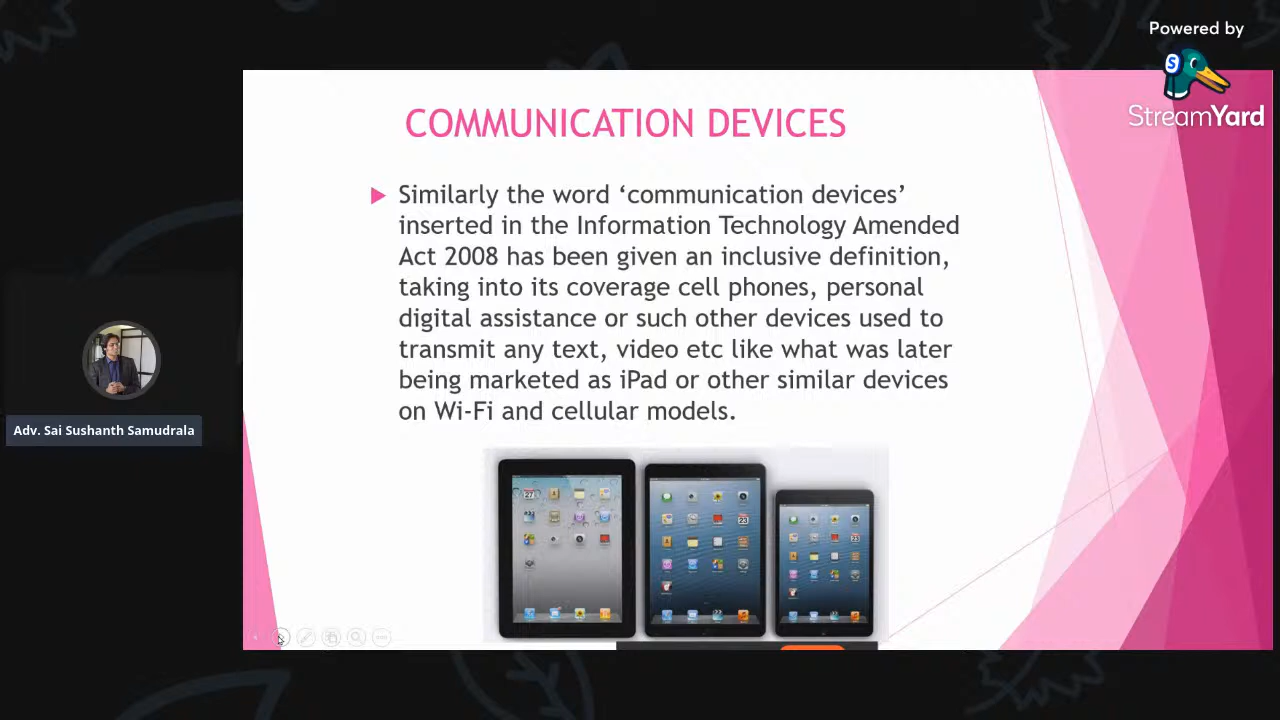 Powered by
StreamYard
COMMUNICATION DEVICES
Similarly the word ‘communication devices’
inserted in the Information Technology Amended
Act 2008 has been given an inclusive definition,
taking into its coverage cell phones, personal
digital assistance or such other devices used to
transmit any text, video etc like what was later
being marketed as iPad or other similar devices
on Wi-Fi and cellular models.
Adv. Sai Sushanth Samudrala